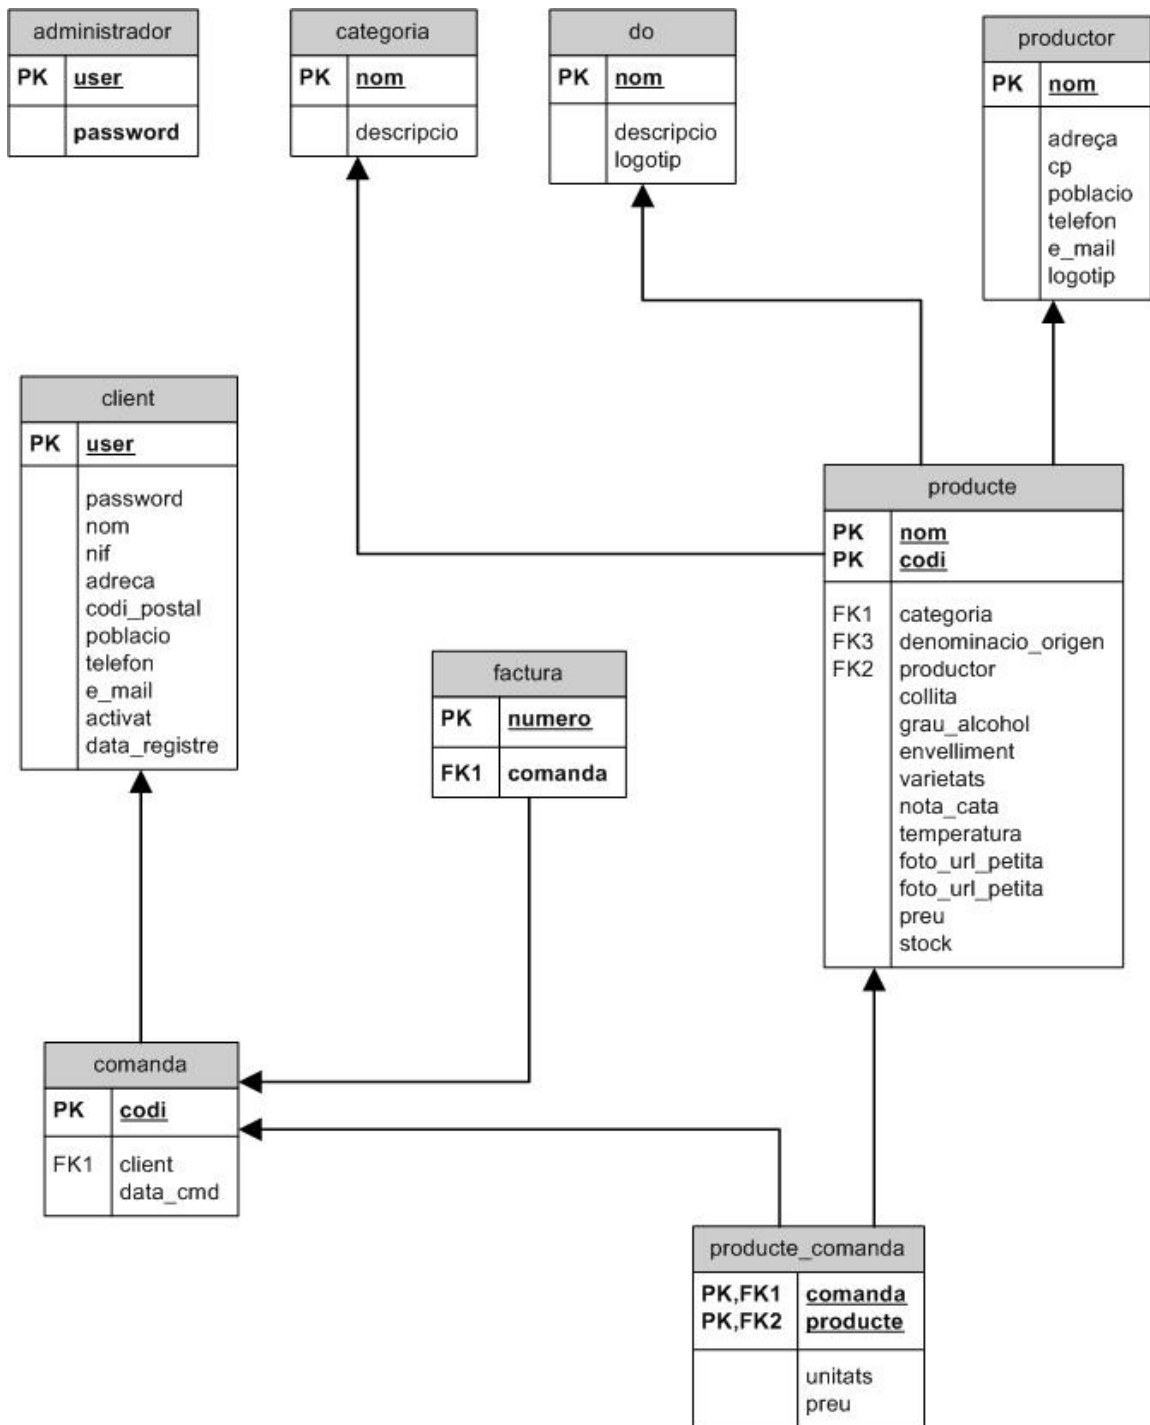 administrador
PK user
password
categoria
PK nom
descripcio
do
PK nom
descripcio
logotip
productor
PK nom
adreça
cp
poblacio
telefon
e_mail
logotip
client
PK user
password
nom
nif
adreca
codi_postal
poblacio
telefon
e_mail
activat
data_registre
factura
PK numero
FK1 comanda
producte
PK nom
PK codi
FK1 categoria
FK3 denominacio_origen
FK2 productor
collita
grau_alcohol
envelliment
varietats
nota_cata
temperatura
foto_url_petita
foto_url_petita
preu
stock
comanda
PK codi
FK1 client
data_cmd
producte_comanda
PK,FK1 comanda
PK,FK2 producte
unitats
preu